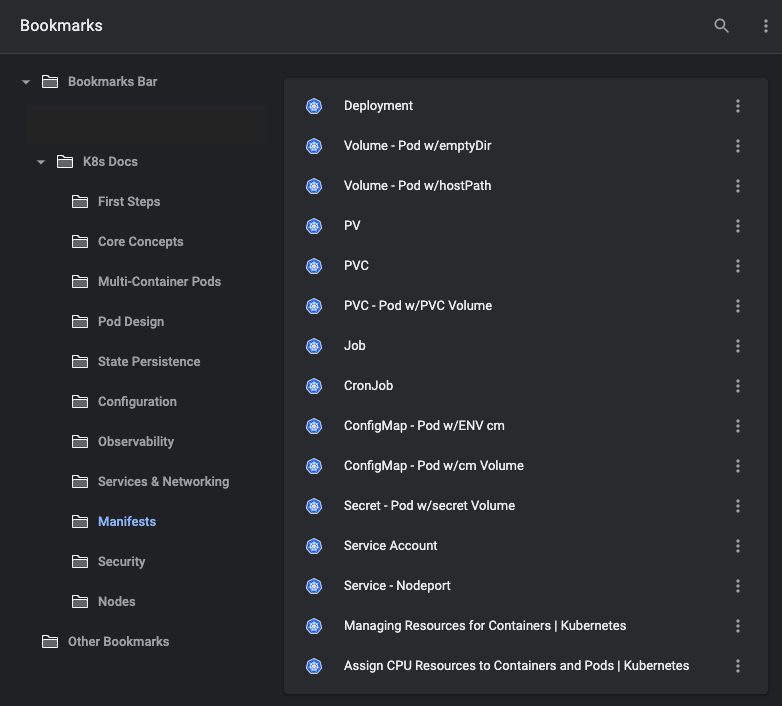 Bookmarks
Bookmarks Bar
K8s Docs
First Steps
Core Concepts
Multi-Container Pods
Pod Design
State Persistence
Configuration
Observability
Services & Networking
Manifests
Security
Nodes
Other Bookmarks
Deployment
Volume - Pod w/emptyDir
Volume - Pod w/hostPath
PV
PVC
PVC - Pod w/PVC Volume
Job
CronJob
ConfigMap - Pod w/ENV cm
ConfigMap - Pod w/cm Volume
Secret - Pod w/secret Volume
Service Account
Service - Nodeport
Managing Resources for Containers | Kubernetes
Assign CPU Resources to Containers and Pods | Kubernetes